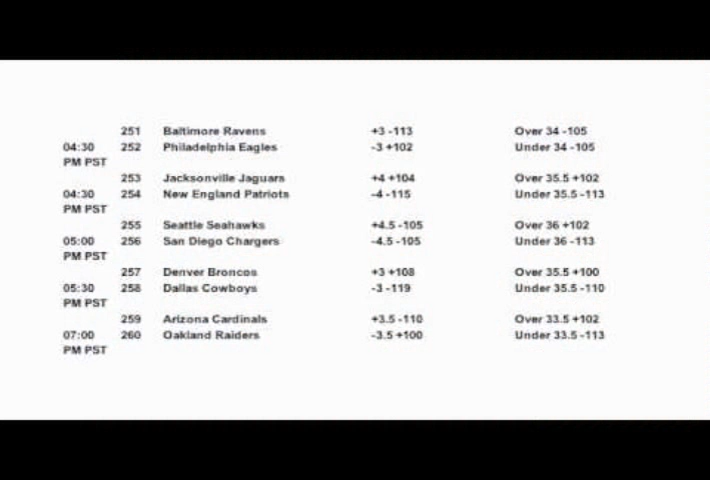 251 Baltimore Ravens +3 -113 Over 34 -105
04:30 252 Philadelphia Eagles -3 +102 Under 34 -105
PM PST
253 Jacksonville Jaguars +4 +104 Over 35.5 +102
04:30 254 New England Patriots -4 -115 Under 35.5 -113
PM PST
255 Seattle Seahawks +4.5 -105 Over 36 +102
05:00 256 San Diego Chargers -4.5 -105 Under 36 -113
PM PST
257 Denver Broncos +3 +108 Over 35.5 +100
05:30 258 Dallas Cowboys -3 -119 Under 35.5 -110
PM PST
259 Arizona Cardinals +3.5 -110 Over 33.5 +102
07:00 260 Oakland Raiders -3.5 +100 Under 33.5 -113
PM PST